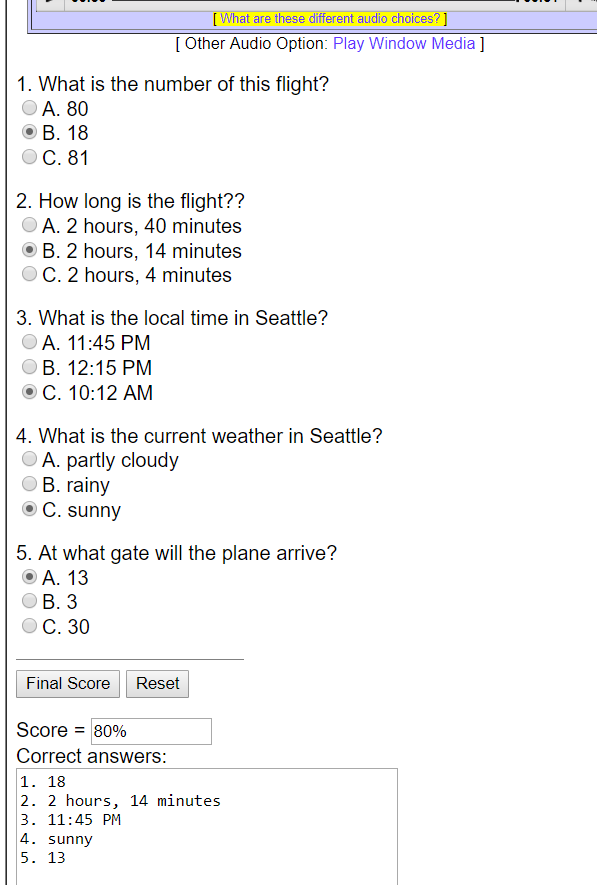 [ What are these different audio choices? ]
[ Other Audio Option: Play Window Media ]
1. What is the number of this flight?
A. 80
B. 18
C. 81
2. How long is the flight??
A. 2 hours, 40 minutes
B. 2 hours, 14 minutes
C. 2 hours, 4 minutes
3. What is the local time in Seattle?
A. 11:45 PM
B. 12:15 PM
C. 10:12 AM
4. What is the current weather in Seattle?
A. partly cloudy
B. rainy
C. sunny
5. At what gate will the plane arrive?
A. 13
B. 3
C. 30
Final Score Reset
Score = 80%
Correct answers:
1. 18
2. 2 hours, 14 minutes
3. 11:45 PM
4. sunny
5. 13